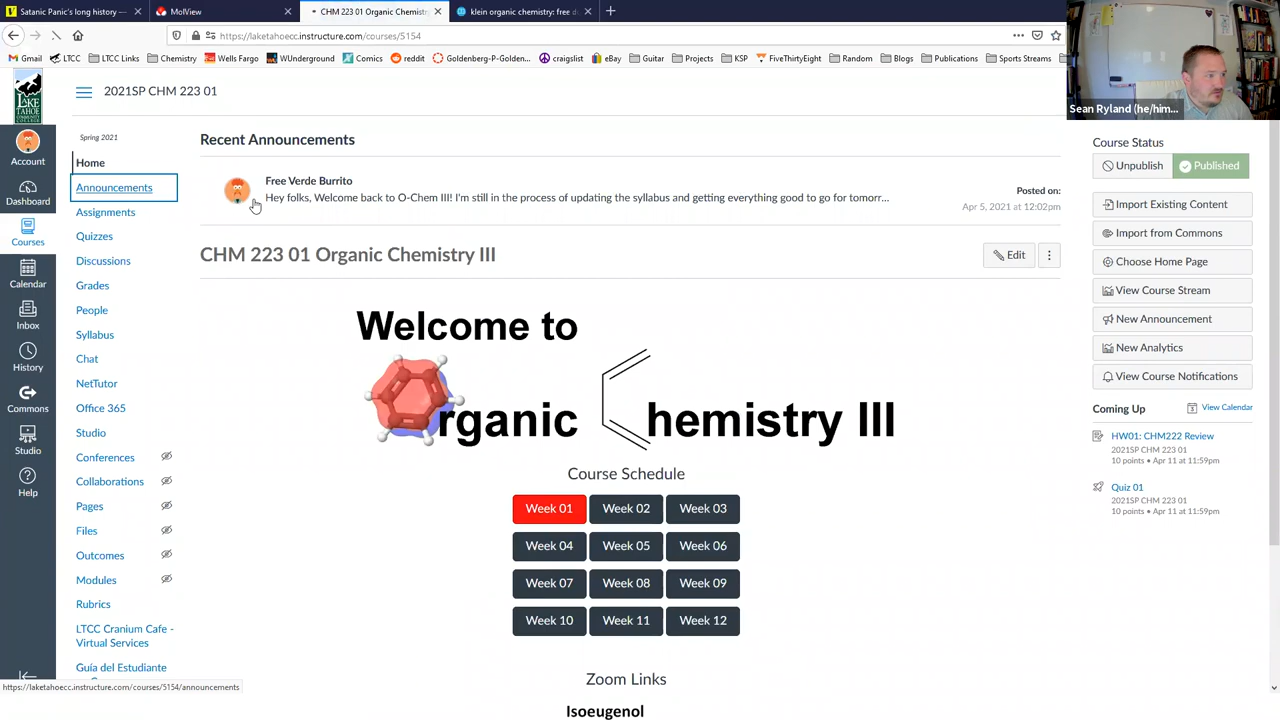 Satanic Panic's long history —
MolView
CHM 223 01 Organic Chemistr
klein organic chemistry: free d
https://laketahoecc.instructure.com/courses/5154
Gmail
LTCC
LTCC Links
Chemistry
Wells Fargo
WUnderground
Comics
reddit
Goldenberg-P-Golden...
craigslist
eBay
Guitar
Projects
KSP
FiveThirtyEight
Random
Blogs
Publications
Sports Streams
Sean Ryland (he/him...
LAKE
TAHOE
Account
Dashboard
Courses
Calendar
Inbox
History
Commons
Studio
Help
2021SP CHM 223 01
Spring 2021
Home
Announcements
Assignments
Quizzes
Discussions
Grades
People
Syllabus
Chat
NetTutor
Office 365
Studio
Conferences
Collaborations
Pages
Files
Outcomes
Modules
Rubrics
LTCC Cranium Cafe -
Virtual Services
Guía del Estudiante
https://laketahoecc.instructure.com/courses/5154/announcements
Recent Announcements
Free Verde Burrito
Hey folks, Welcome back to O-Chem III! I'm still in the process of updating the syllabus and getting everything good to go for tomorr...
Posted on:
Apr 5, 2021 at 12:02pm
CHM 223 01 Organic Chemistry III
Edit
Welcome to
rganic hemistry III
Course Schedule
Week 01
Week 02
Week 03
Week 04
Week 05
Week 06
Week 07
Week 08
Week 09
Week 10
Week 11
Week 12
Zoom Links
Isoeugenol
Course Status
Unpublish
Published
Import Existing Content
Import from Commons
Choose Home Page
View Course Stream
New Announcement
New Analytics
View Course Notifications
Coming Up
View Calendar
HW01: CHM222 Review
2021SP CHM 223 01
10 points • Apr 11 at 11:59pm
Quiz 01
2021SP CHM 223 01
10 points • Apr 11 at 11:59pm